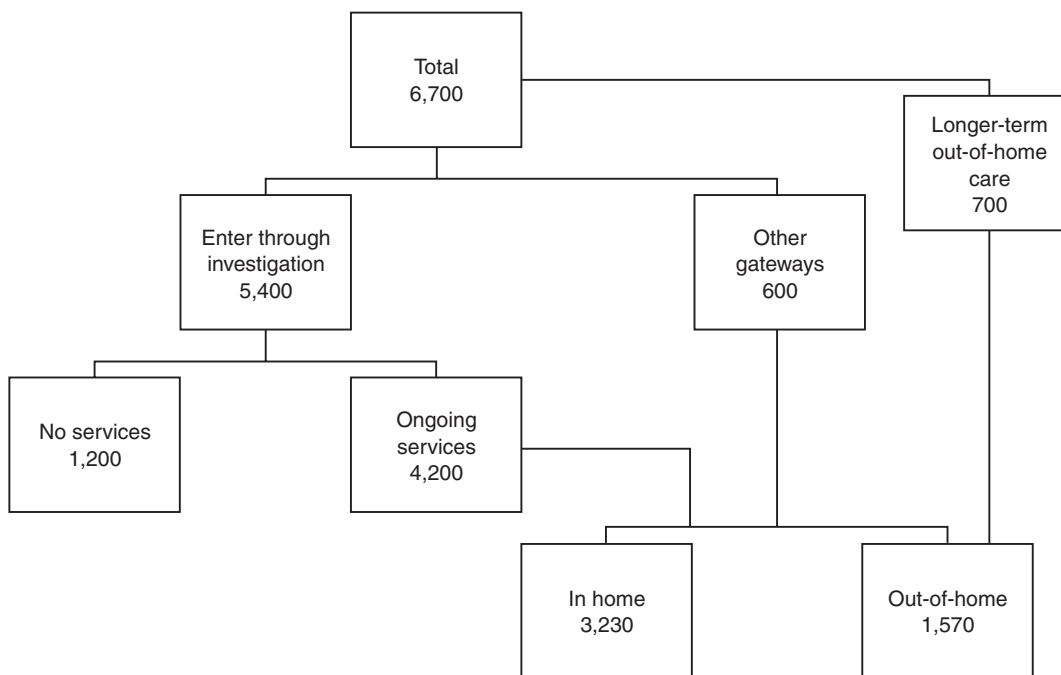 Total
6,700
Longer-term
out-of-home
care
700
Enter through
investigation
5,400
Other
gateways
600
No services
1,200
Ongoing
services
4,200
In home
3,230
Out-of-home
1,570